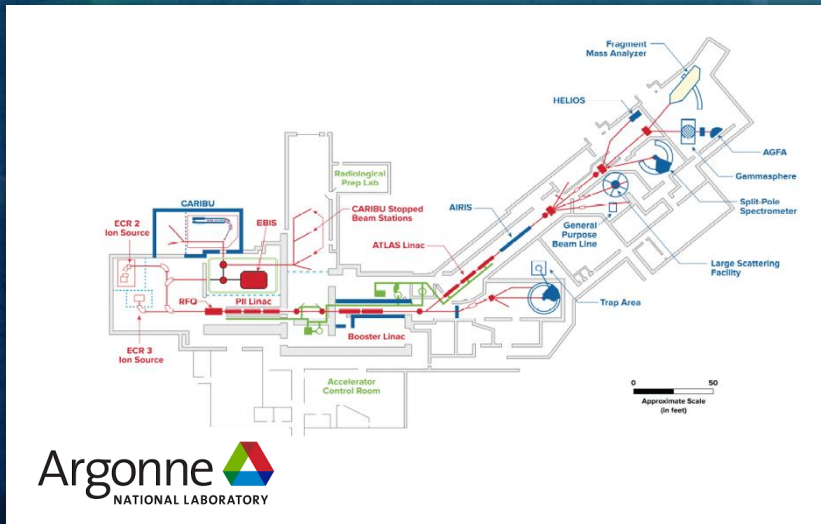 Fragment
Mass Analyzer
HELIOS
AGFA
Gammasphere
Radiological
Prep Lab
CARIBU
ECR 2
Ion Source
EBIS
CARIBU Stopped
Beam Stations
AIRIS
Split-Pole
Spectrometer
ATLAS Linac
General
Purpose
Beam Line
Large Scattering
Facility
RFQ
PII Linac
Trap Area
Booster Linac
ECR 3
Ion Source
Accelerator
Control Room
0 50
Approximate Scale
(in feet)
Argonne
NATIONAL LABORATORY